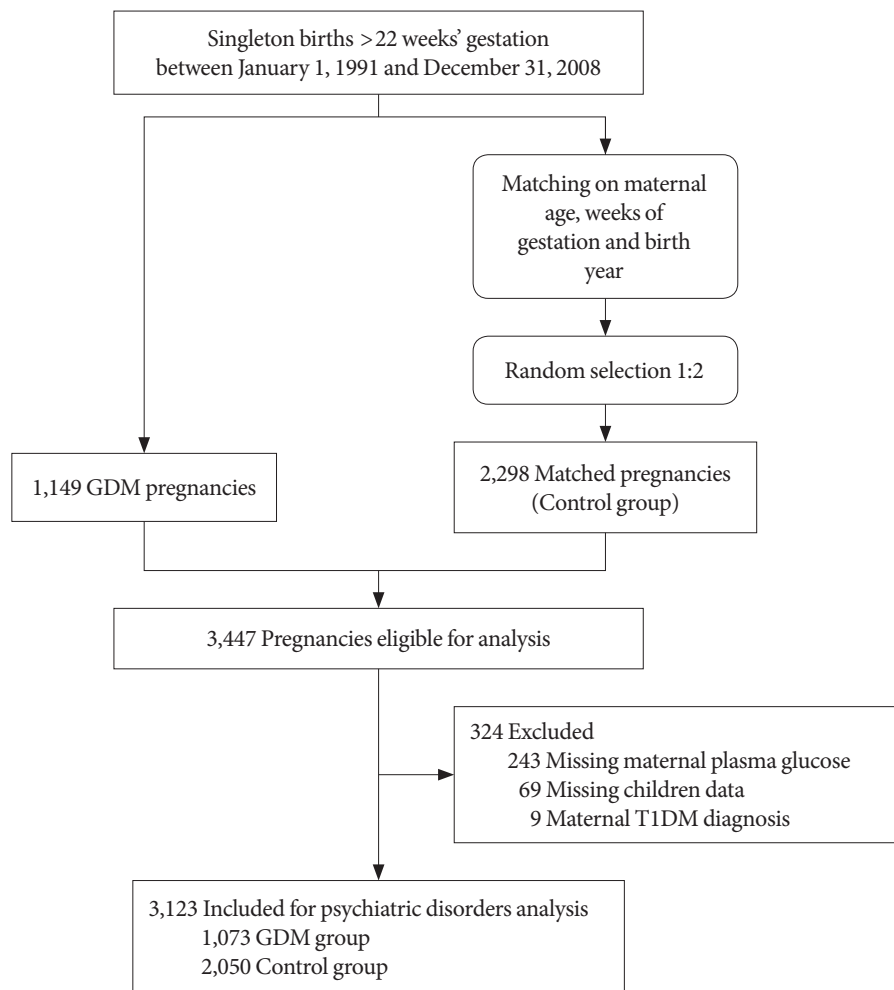 Singleton births >22 weeks' gestation
between January 1, 1991 and December 31, 2008
Matching on maternal
age, weeks of
gestation and birth
year
Random selection 1:2
1,149 GDM pregnancies
2,298 Matched pregnancies
(Control group)
3,447 Pregnancies eligible for analysis
324 Excluded
243 Missing maternal plasma glucose
69 Missing children data
9 Maternal T1DM diagnosis
3,123 Included for psychiatric disorders analysis
1,073 GDM group
2,050 Control group